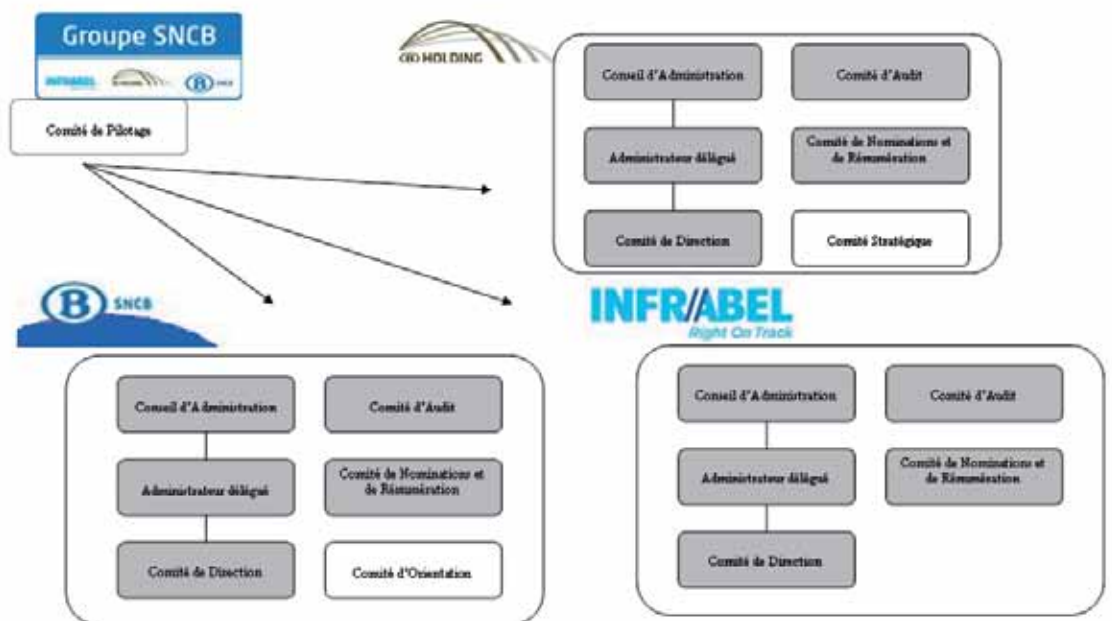 Groupe SNCB
INFRABEL
B
Comité de Pilotage
HOLDING
Conseil d'Administration
Comité d'Audit
Administrateur délégué
Comité de Nominations et
de Rémunération
Comité de Direction
Comité Stratégique
B SNCB
Conseil d'Administration
Comité d'Audit
Administrateur délégué
Comité de Nominations et
de Rémunération
Comité de Direction
Comité d'Orientation
INFRABEL
Right On Track
Conseil d'Administration
Comité d'Audit
Administrateur délégué
Comité de Nominations et
de Rémunération
Comité de Direction